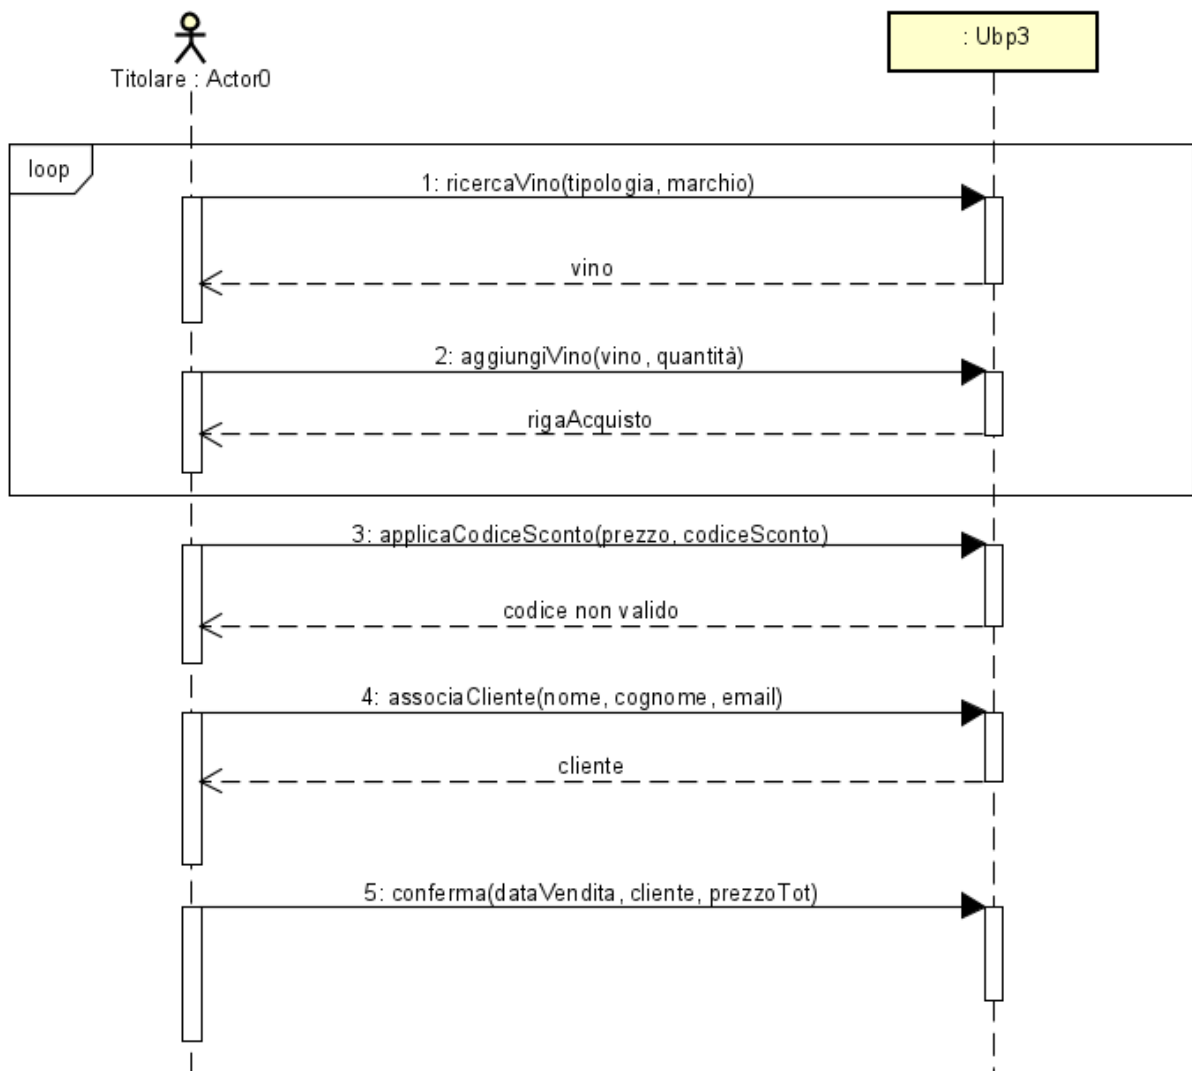 Titolare : Actor0
: Ubp3
loop
1: ricercaVino(tipologia, marchio)
vino
2: aggiungiVino(vino, quantità)
rigaAcquisto
3: applicaCodiceSconto(prezzo, codiceSconto)
codice non valido
4: associaCliente(nome, cognome, email)
cliente
5: conferma(dataVendita, cliente, prezzoTot)